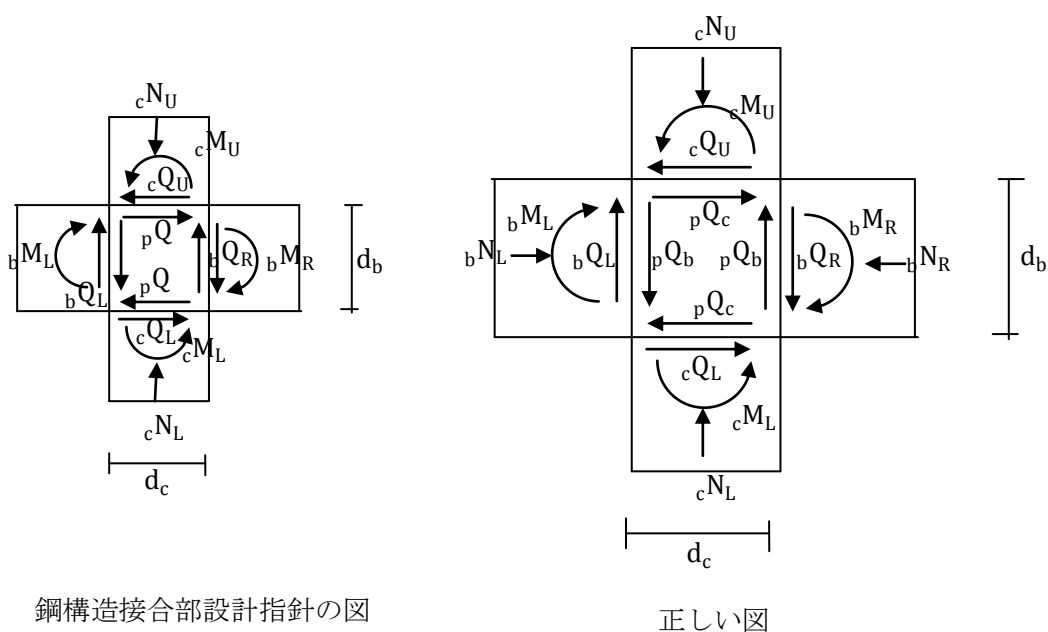 cNU
cMU
cQU
bML
pQ
bQR
bMR
db
bQL
pQ
cQL
cML
cNL
dc
鋼構造接合部設計指針の図
cNU
cMU
cQU
bML
pQc
bMR
bNL
bQL
pQb
pQb
bQR
bNR
db
pQc
cQL
cML
cNL
dc
正しい図